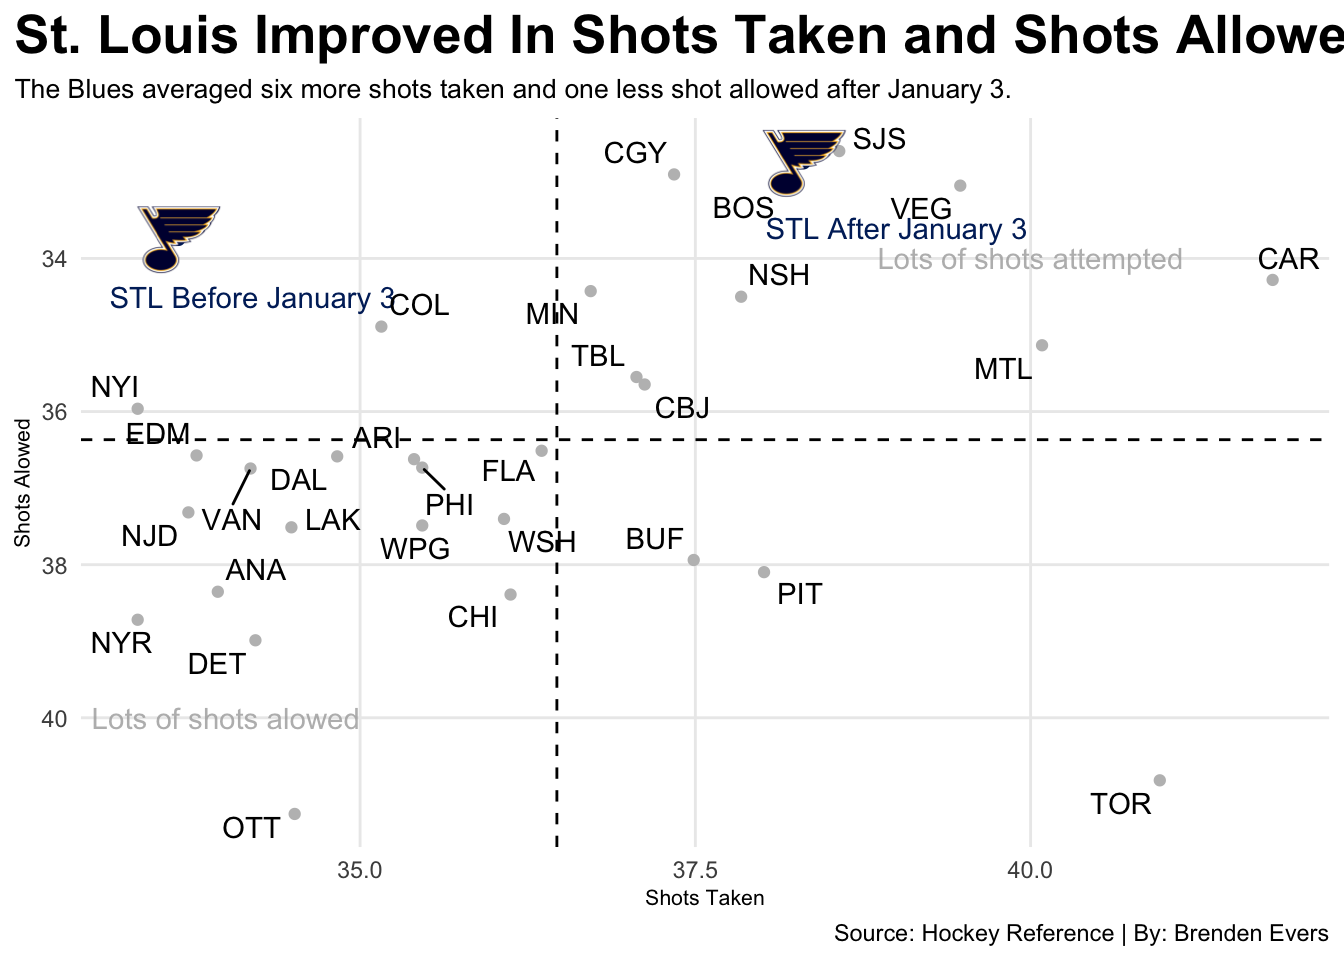 St. Louis Improved In Shots Taken and Shots Allowe
The Blues averaged six more shots taken and one less shot allowed after January 3.
SJS
CGY
BOS
VEG
STL After January 3
34
Lots of shots attempted
CAR
NSH
STL Before January 3
COL
MIN
TBL
MTL
NYI
CBJ
36
EDM
ARI
FLA
DAL
PHI
VAN
LAK
NJD
WPG
WSH
BUF
Shots Alowed
38
ANA
PIT
CHI
NYR
DET
40
Lots of shots alowed
TOR
OTT
35.0
37.5
40.0
Shots Taken
Source: Hockey Reference | By: Brenden Evers